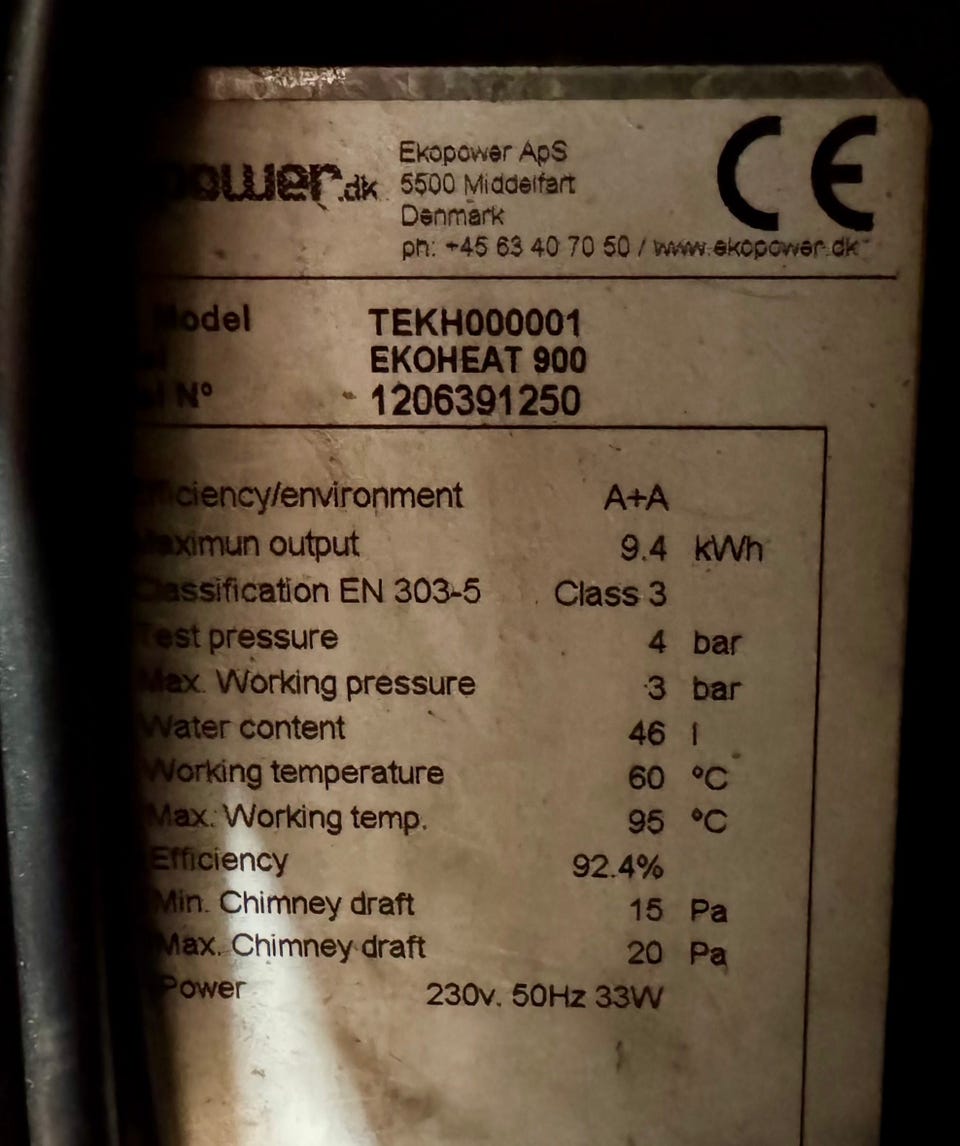 power.dk
Ekopower ApS
5500 Middelfart
Denmark
ph: +45 63 40 70 50 / www.ekopower.dk
CE
Model TEKH000001
EKOHEAT 900
N° 1206391250
Efficiency/environment A+A
Maximun output 9.4 kWh
Classification EN 303-5 Class 3
Test pressure 4 bar
Max. Working pressure 3 bar
Water content 46 l
Working temperature 60 °C
Max. Working temp. 95 °C
Efficiency 92.4%
Min. Chimney draft 15 Pa
Max. Chimney draft 20 Pa
Power 230v. 50Hz 33W